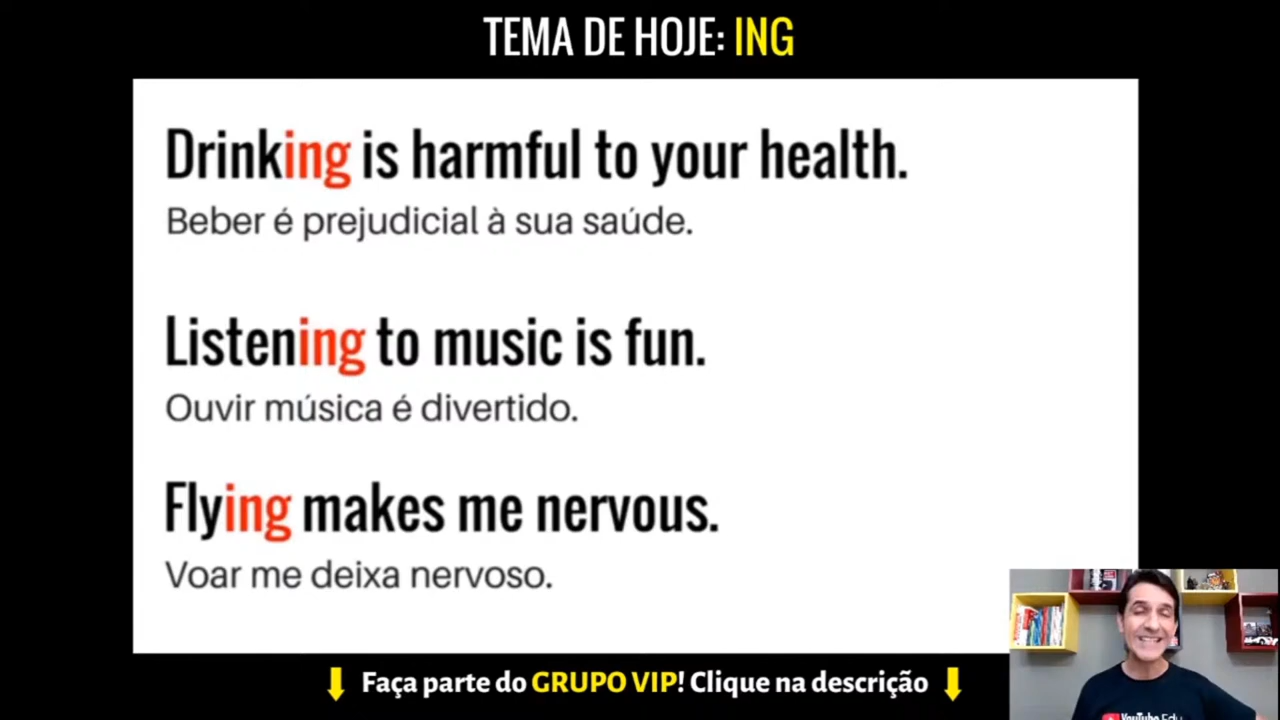 TEMA DE HOJE: ING
Drinking is harmful to your health.
Beber é prejudicial à sua saúde.
Listening to music is fun.
Ouvir música é divertido.
Flying makes me nervous.
Voar me deixa nervoso.
Faça parte do GRUPO VIP! Clique na descrição
YouTube Edu